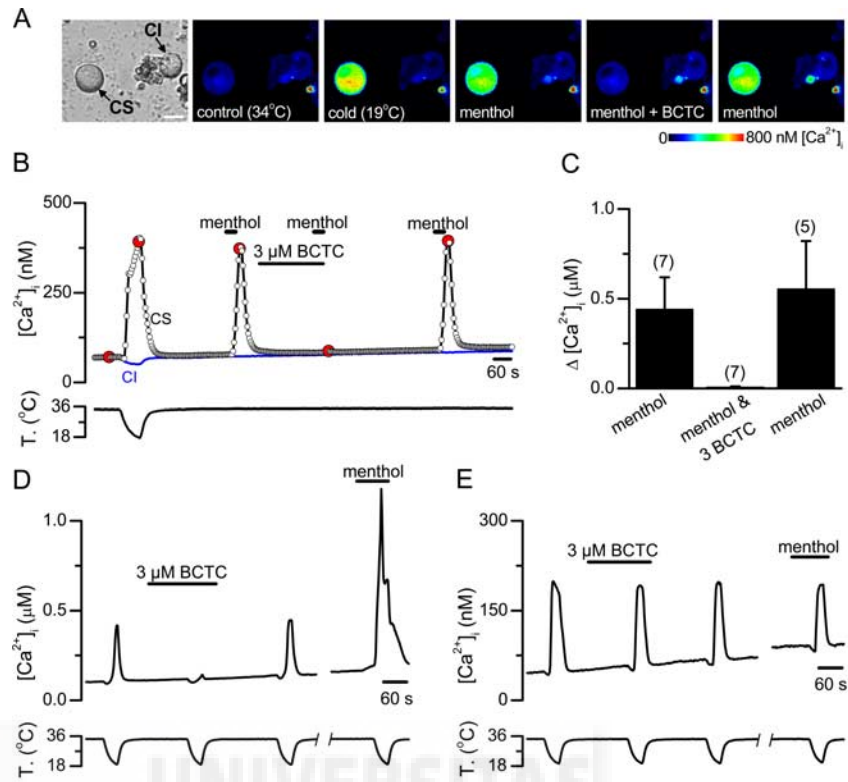 A
CI
CS
control (34°C)
cold (19°C)
menthol
menthol + BCTC
menthol
0 800 nM [Ca2+]i
B
500
250
0
[Ca2+]i (nM)
menthol
menthol
menthol
3 µM BCTC
CS
CI
60 s
36
18
T. (°C)
C
1.0
0.5
0.0
Δ [Ca2+]i (µM)
(7)
(7)
(5)
menthol
menthol &
3 BCTC
menthol
D
1.0
0.5
0.0
[Ca2+]i (µM)
3 µM BCTC
menthol
60 s
36
18
T. (°C)
E
300
150
0
[Ca2+]i (nM)
3 µM BCTC
menthol
60 s
36
18
T. (°C)